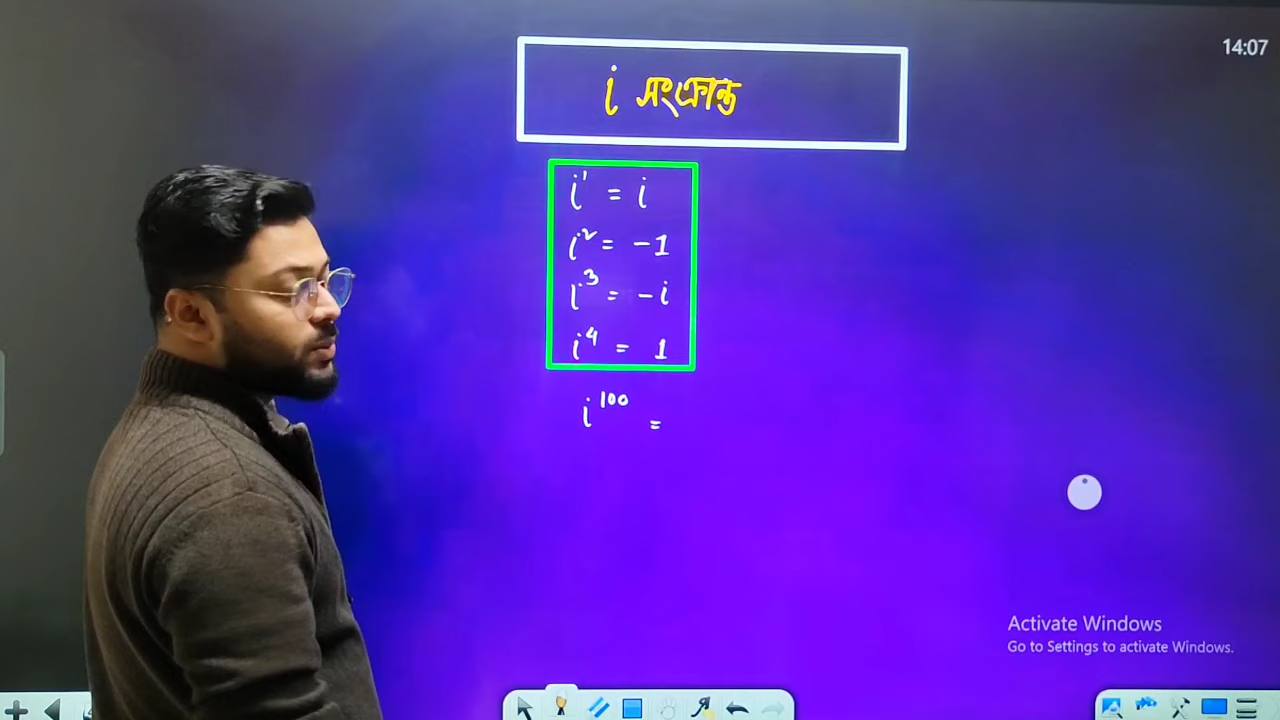 14:07
i সংক্রান্ত
i¹ = i
i² = -1
i³ = -i
i⁴ = 1
i¹⁰⁰ =
Activate Windows
Go to Settings to activate Windows.